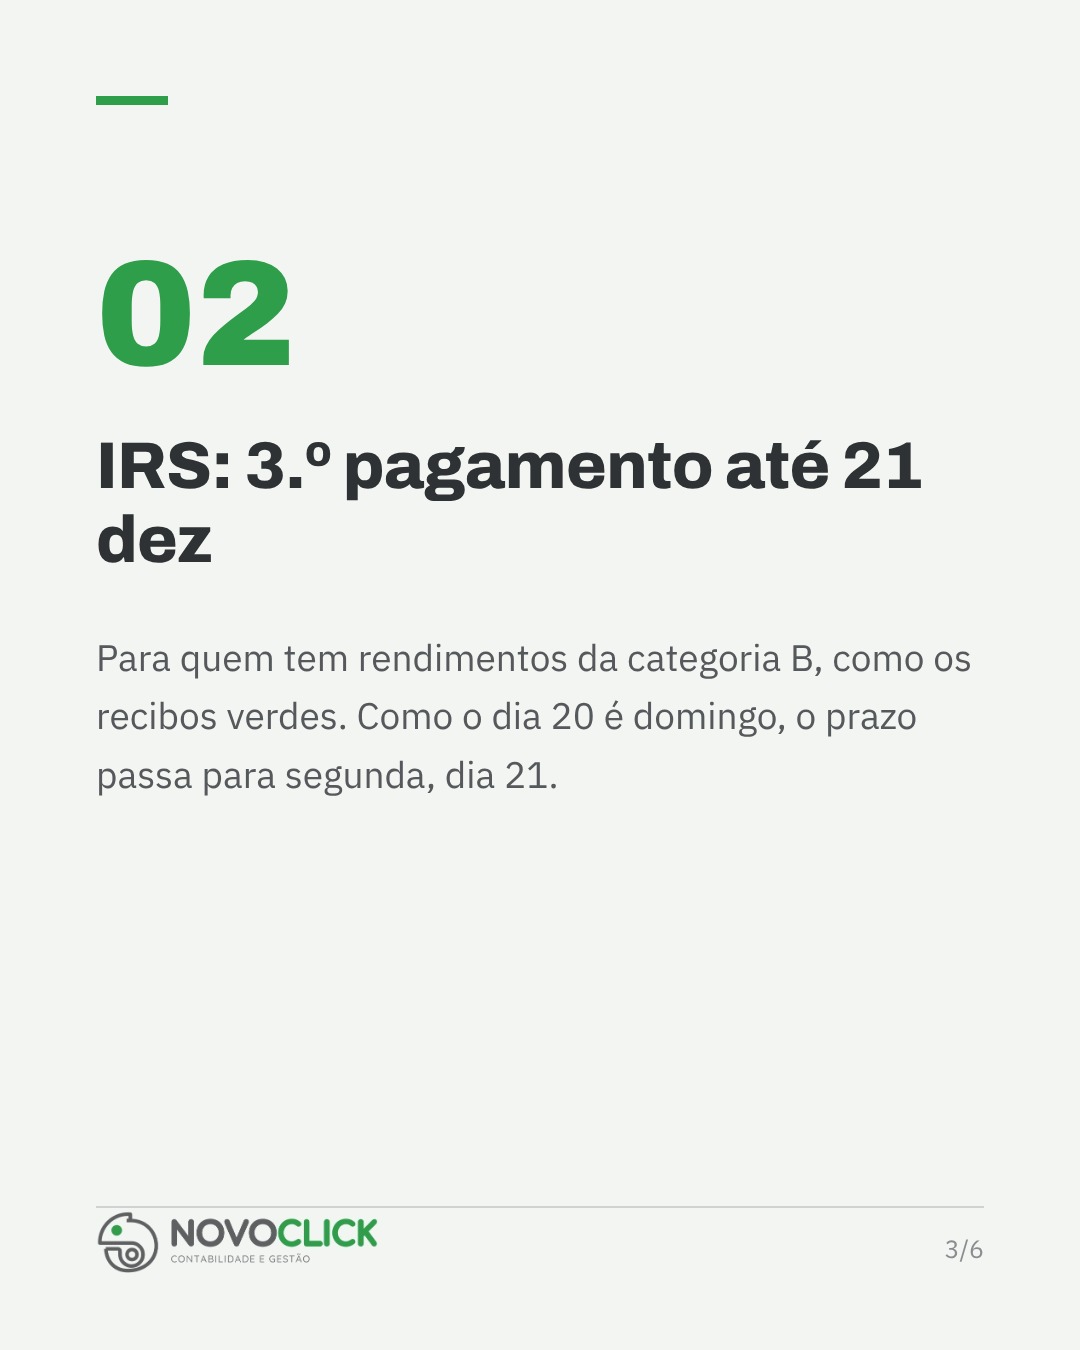 02
IRS: 3.º pagamento até 21
dez
Para quem tem rendimentos da categoria B, como os
recibos verdes. Como o dia 20 é domingo, o prazo
passa para segunda, dia 21.
NOVOCLICK
CONTABILIDADE E GESTÃO
3/6